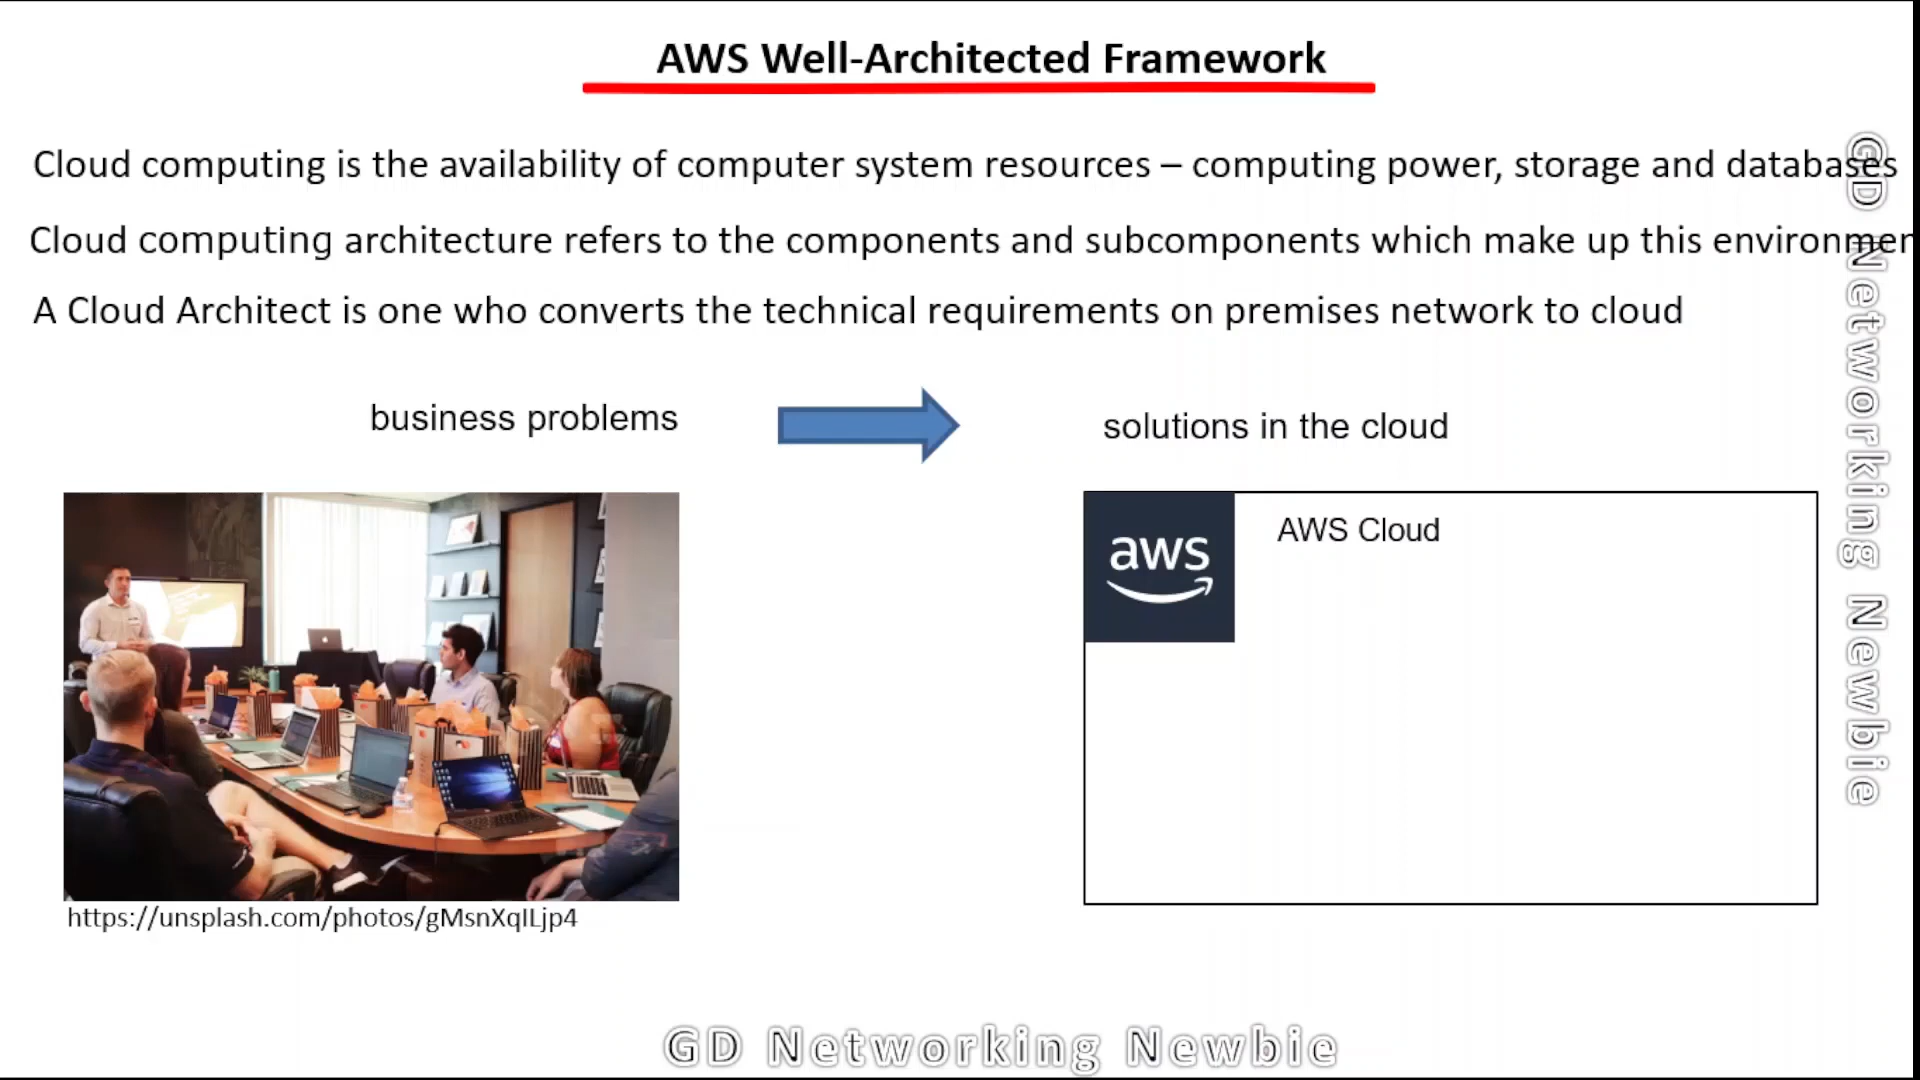 AWS Well-Architected Framework
Cloud computing is the availability of computer system resources – computing power, storage and databases
Cloud computing architecture refers to the components and subcomponents which make up this environmen
A Cloud Architect is one who converts the technical requirements on premises network to cloud
business problems
solutions in the cloud
aws
AWS Cloud
https://unsplash.com/photos/gMsnXqILjp4
GD Networking Newbie
GD Networking Newbie